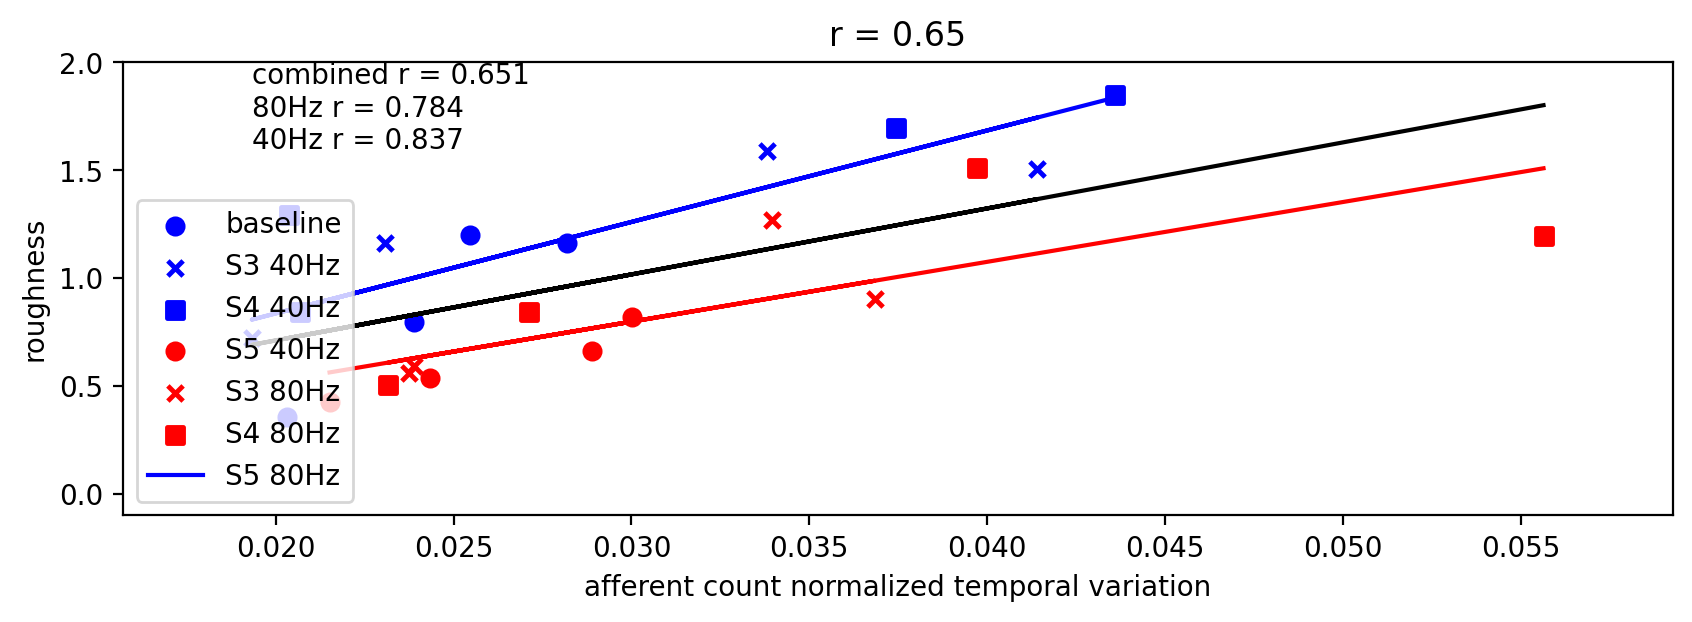 r = 0.65
combined r = 0.651
80Hz r = 0.784
40Hz r = 0.837
baseline
S3 40Hz
S4 40Hz
S5 40Hz
S3 80Hz
S4 80Hz
S5 80Hz
roughness
2.0
1.5
1.0
0.5
0.0
0.020 0.025 0.030 0.035 0.040 0.045 0.050 0.055
afferent count normalized temporal variation